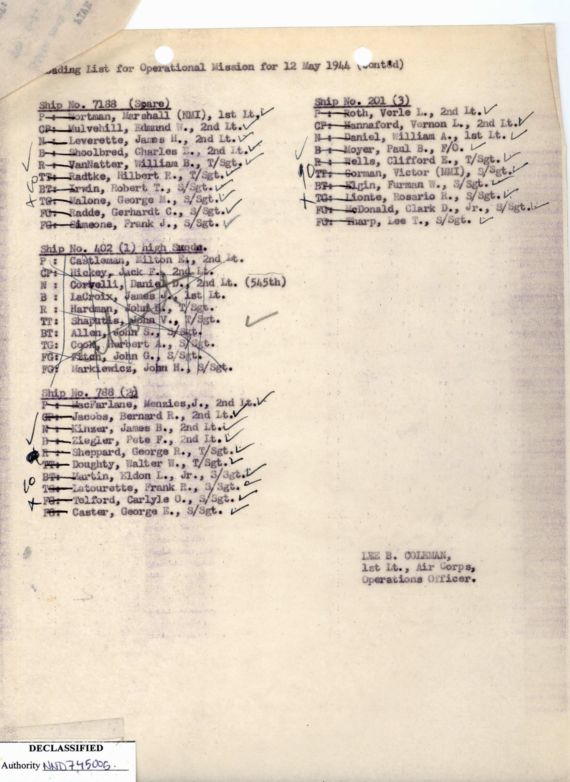 ading List for Operational Mission for 12 May 1944 (Contēd)
Ship No. 7188 (Spare)
P : Wortman, Marshall (NMI), 1st Lt.
CP: Mulvehill, Edmund W., 2nd Lt.
N : Leverette, James H., 2nd Lt.
B : Shoolbred, Charles E., 2nd Lt.
R : VanNatter, William B., T/Sgt.
TT: Radtke, Hilbert R., T/Sgt.
BT: Erwin, Robert T., S/Sgt.
TG: Malone, George M., S/Sgt.
FG: Radde, Gerhardt C., S/Sgt.
FG: Simeone, Frank J., S/Sgt.
Ship No. 402 (1) high Sunds.
P : Castleman, Milton K., 2nd Lt.
CP: Hickey, Jack F., 2nd Lt.
N : Corvelli, Daniel D., 2nd Lt. (545th)
B : LaCroix, James J., 1st Lt.
R : Hardman, John H., T/Sgt.
TT: Shaputis, John V., T/Sgt.
BT: Allen, John S., S/Sgt.
TG: Cook, Herbert A., S/Sgt.
FG: Fitch, John G., S/Sgt.
FG: Markiewicz, John H., S/Sgt.
Ship No. 788 (2)
P : MacFarlane, Menzies,J., 2nd Lt.
CP: Jacobs, Bernard R., 2nd Lt.
N : Kinzer, James B., 2nd Lt.
B : Ziegler, Pete F., 2nd Lt.
R : Sheppard, George R., T/Sgt.
TT: Doughty, Walter W., T/Sgt.
BT: Martin, Eldon L., Jr., S/Sgt.
TG: Latourette, Frank R., S/Sgt.
FG: Telford, Carlyle O., S/Sgt.
FG: Caster, George E., S/Sgt.
Ship No. 201 (3)
P : Roth, Verle L., 2nd Lt.
CP: Hannaford, Vernon L., 2nd Lt.
N : Daniel, William A., 1st Lt.
B : Moyer, Paul B., F/O.
R : Wells, Clifford E., T/Sgt.
TT: Gorman, Victor (NMI), S/Sgt.
BT: Elgin, Furman W., S/Sgt.
TG: Lionte, Rosario R., S/Sgt.
FG: McDonald, Clark D., Jr., S/Sgt.
FG: Tharp, Lee T., S/Sgt.
LEE B. COLEMAN,
1st Lt., Air Corps,
Operations Officer.
DECLASSIFIED
Authority NND745005.